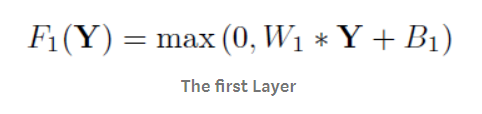 F₁(Y) = max (0, W₁ * Y + B₁)
The first Layer